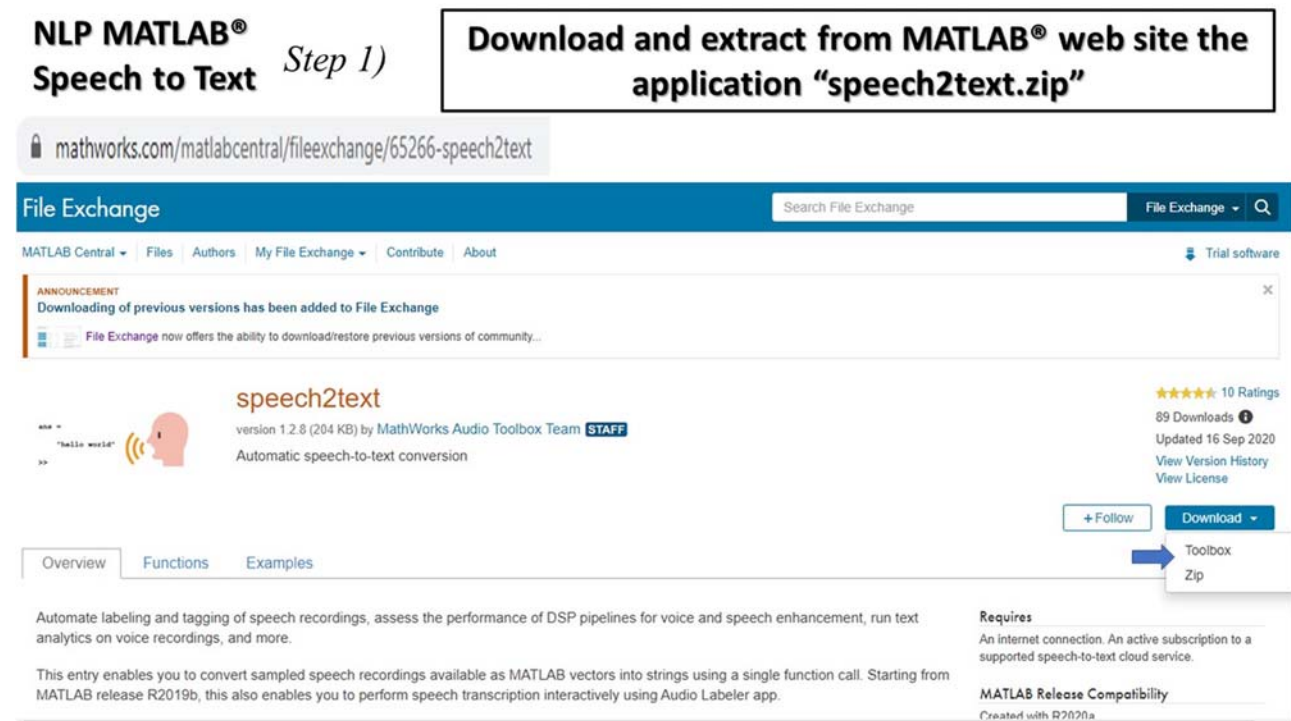 NLP MATLAB®
Speech to Text
Step 1)
Download and extract from MATLAB® web site the
application “speech2text.zip”
mathworks.com/matlabcentral/fileexchange/65266-speech2text
File Exchange
Search File Exchange
File Exchange
MATLAB Central Files Authors My File Exchange Contribute About
Trial software
ANNOUNCEMENT
Downloading of previous versions has been added to File Exchange
File Exchange now offers the ability to download/restore previous versions of community...
ans =
"hello world"
>>
speech2text
version 1.2.8 (204 KB) by MathWorks Audio Toolbox Team STAFF
Automatic speech-to-text conversion
10 Ratings
89 Downloads
Updated 16 Sep 2020
View Version History
View License
+Follow
Download
Toolbox
Zip
Overview Functions Examples
Automate labeling and tagging of speech recordings, assess the performance of DSP pipelines for voice and speech enhancement, run text
analytics on voice recordings, and more.
This entry enables you to convert sampled speech recordings available as MATLAB vectors into strings using a single function call. Starting from
MATLAB release R2019b, this also enables you to perform speech transcription interactively using Audio Labeler app.
Requires
An internet connection. An active subscription to a
supported speech-to-text cloud service.
MATLAB Release Compatibility
Created with R2020a